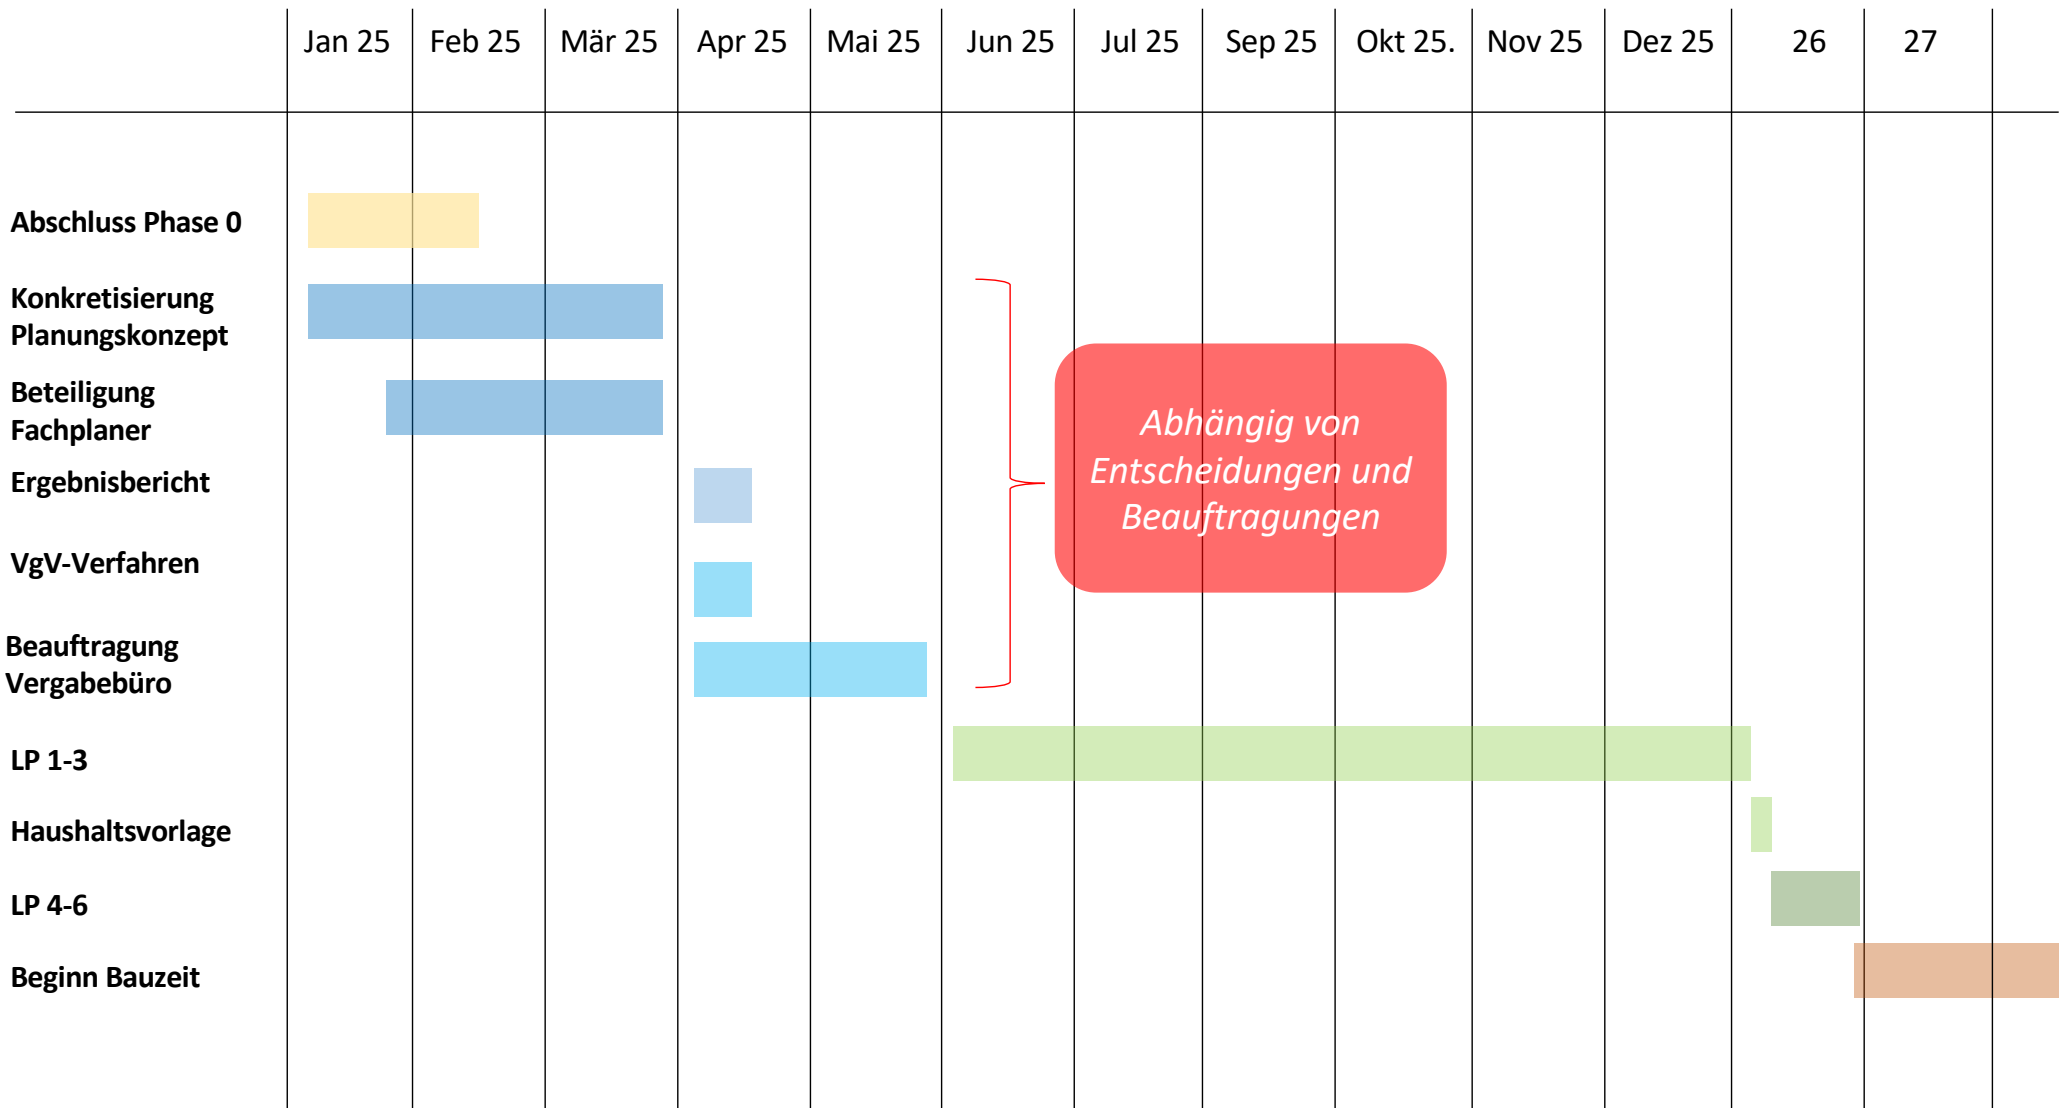 Jan 25 Feb 25 Mär 25 Apr 25 Mai 25 Jun 25 Jul 25 Sep 25 Okt 25. Nov 25 Dez 25 26 27
Abschluss Phase 0
Konkretisierung
Planungskonzept
Beteiligung
Fachplaner
Ergebnisbericht
VgV-Verfahren
Beauftragung
Vergabebüro
Abhängig von
Entscheidungen und
Beauftragungen
LP 1-3
Haushaltsvorlage
LP 4-6
Beginn Bauzeit